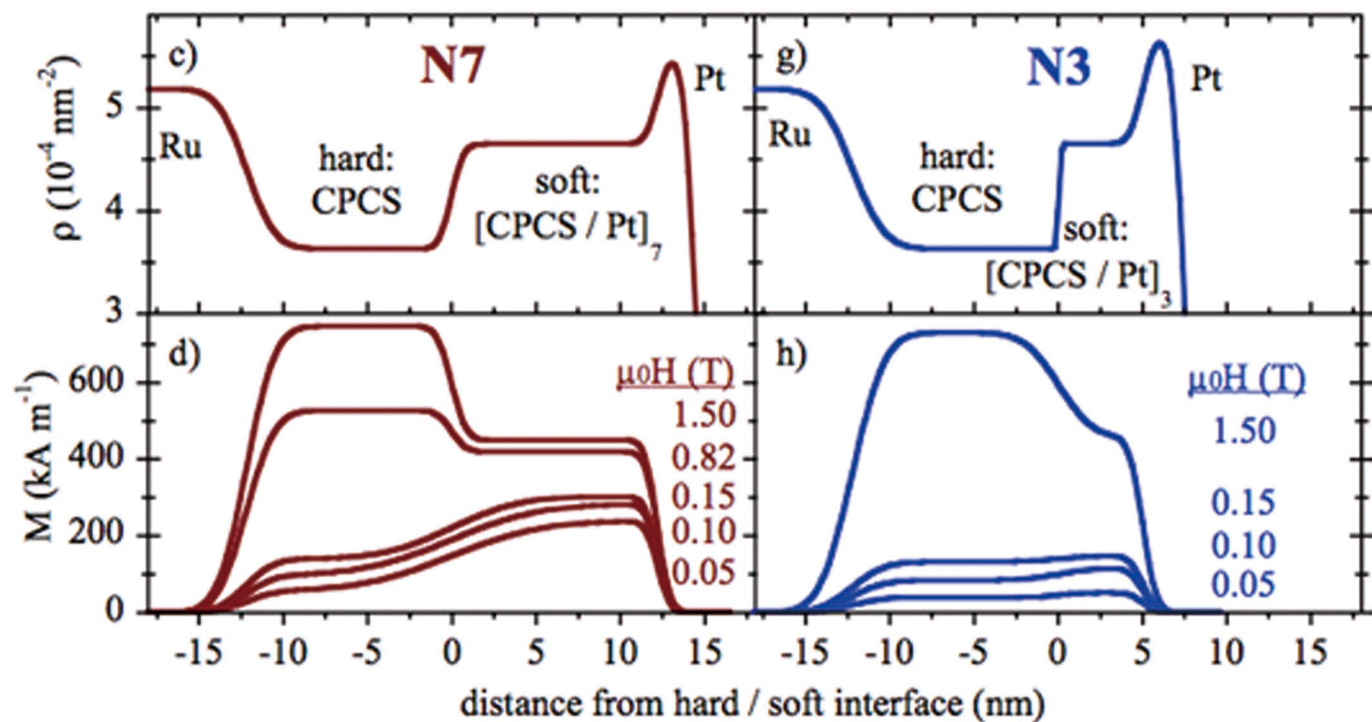 c)
N7
Pt
Ru
hard:
CPCS
soft:
[CPCS / Pt]7
ρ (10-4 nm-2)
5
4
3
g)
N3
Pt
Ru
hard:
CPCS
soft:
[CPCS / Pt]3
d)
μ0H (T)
1.50
0.82
0.15
0.10
0.05
M (kA m-1)
600
400
200
0
h)
μ0H (T)
1.50
0.15
0.10
0.05
-15 -10 -5 0 5 10 15
-15 -10 -5 0 5 10 15
distance from hard / soft interface (nm)